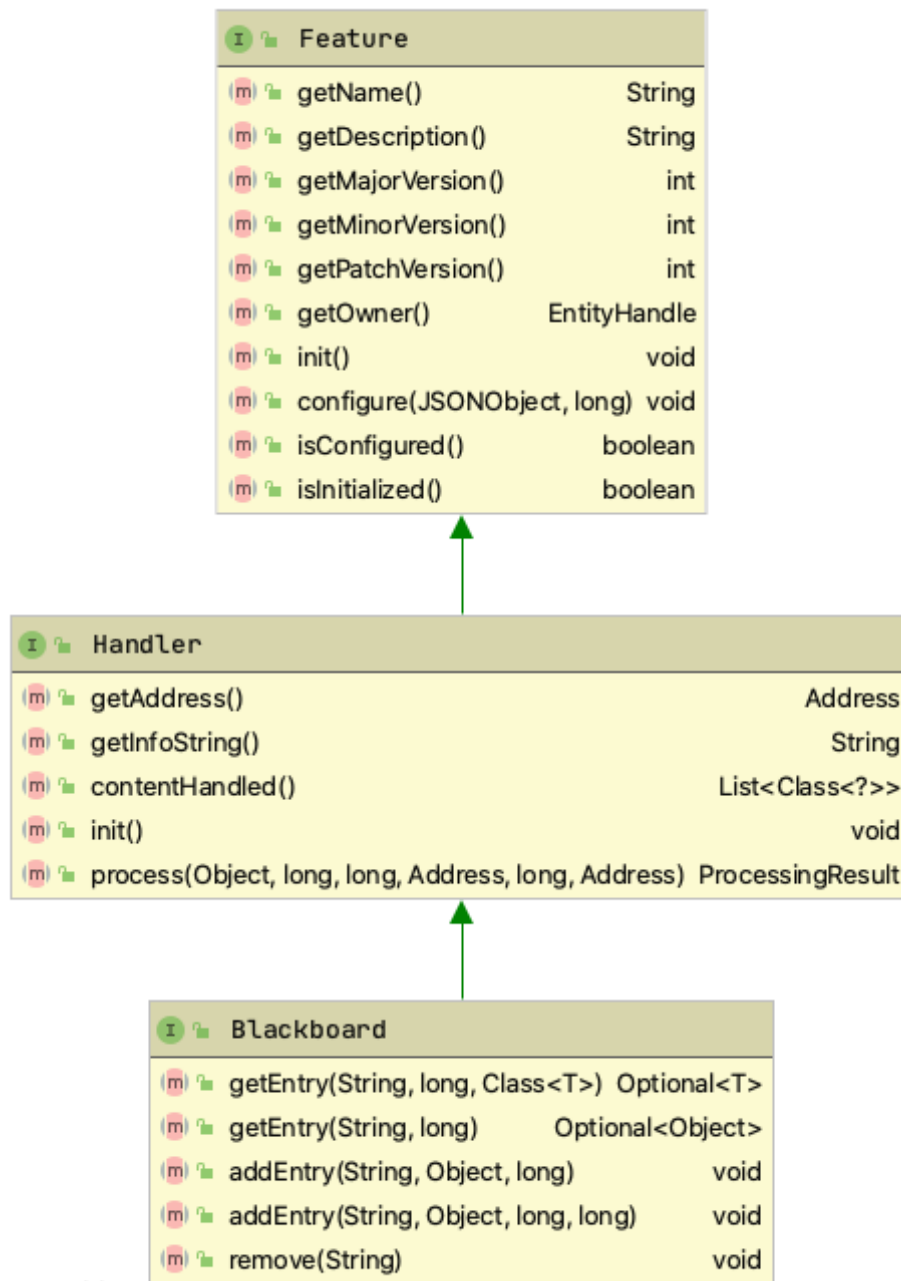 I Feature
m getName() String
m getDescription() String
m getMajorVersion() int
m getMinorVersion() int
m getPatchVersion() int
m getOwner() EntityHandle
m init() void
m configure(JSONObject, long) void
m isConfigured() boolean
m isInitialized() boolean
I Handler
m getAddress() Address
m getInfoString() String
m contentHandled() List<Class<?>>
m init() void
m process(Object, long, long, Address, long, Address) ProcessingResult
I Blackboard
m getEntry(String, long, Class<T>) Optional<T>
m getEntry(String, long) Optional<Object>
m addEntry(String, Object, long) void
m addEntry(String, Object, long, long) void
m remove(String) void